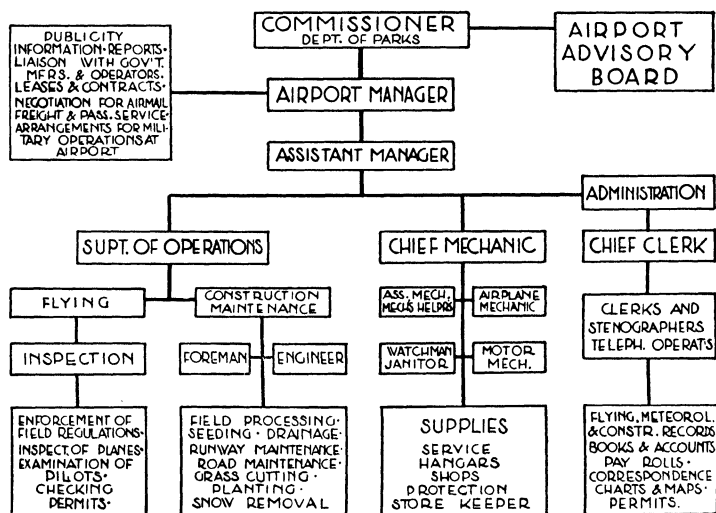 COMMISSIONER
DEPT. OF PARKS
AIRPORT
ADVISORY
BOARD
PUBLICITY
INFORMATION·REPORTS·
LIAISON WITH GOV'T.
MFRS. & OPERATORS.
LEASES & CONTRACTS·
NEGOTIATION FOR AIRMAIL
FREIGHT & PASS. SERVICE·
ARRANGEMENTS FOR MILI-
TARY OPERATIONS AT
AIRPORT
AIRPORT MANAGER
ASSISTANT MANAGER
ADMINISTRATION
SUPT. OF OPERATIONS
CHIEF MECHANIC
CHIEF CLERK
FLYING
CONSTRUCTION
MAINTENANCE
ASS. MECH.
MECH'S HELPR'S
AIRPLANE
MECHANIC
CLERKS AND
STENOGRAPHERS
TELEPH. OPERAT'S
INSPECTION
FOREMAN
ENGINEER
WATCHMAN
JANITOR
MOTOR
MECH.
ENFORCEMENT OF
FIELD REGULATIONS·
INSPECT. OF PLANES·
EXAMINATION OF
PILOTS·
CHECKING
PERMITS·
FIELD PROCESSING·
SEEDING · DRAINAGE·
RUNWAY MAINTENANCE·
ROAD MAINTENANCE·
GRASS CUTTING·
PLANTING·
SNOW REMOVAL
SUPPLIES
SERVICE
HANGARS
SHOPS
PROTECTION
STORE KEEPER
FLYING, METEOROL.
& CONSTR. RECORDS
BOOKS & ACCOUNTS
PAY ROLLS ·
CORRESPONDENCE
CHARTS & MAPS·
PERMITS.